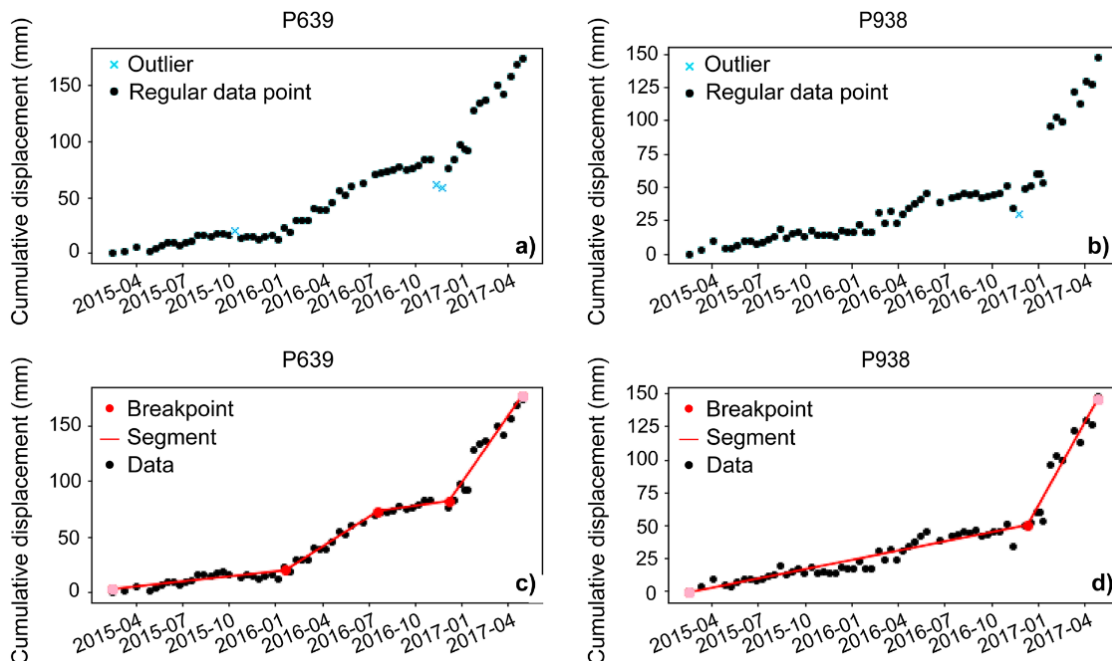 P639
Cumulative displacement (mm)
150
100
50
0
Outlier
Regular data point
a)
2015-04
2015-07
2015-10
2016-01
2016-04
2016-07
2016-10
2017-01
2017-04
P938
Cumulative displacement (mm)
150
125
100
75
50
25
0
Outlier
Regular data point
b)
2015-04
2015-07
2015-10
2016-01
2016-04
2016-07
2016-10
2017-01
2017-04
P639
Cumulative displacement (mm)
150
100
50
0
Breakpoint
Segment
Data
c)
2015-04
2015-07
2015-10
2016-01
2016-04
2016-07
2016-10
2017-01
2017-04
P938
Cumulative displacement (mm)
150
125
100
75
50
25
0
Breakpoint
Segment
Data
d)
2015-04
2015-07
2015-10
2016-01
2016-04
2016-07
2016-10
2017-01
2017-04